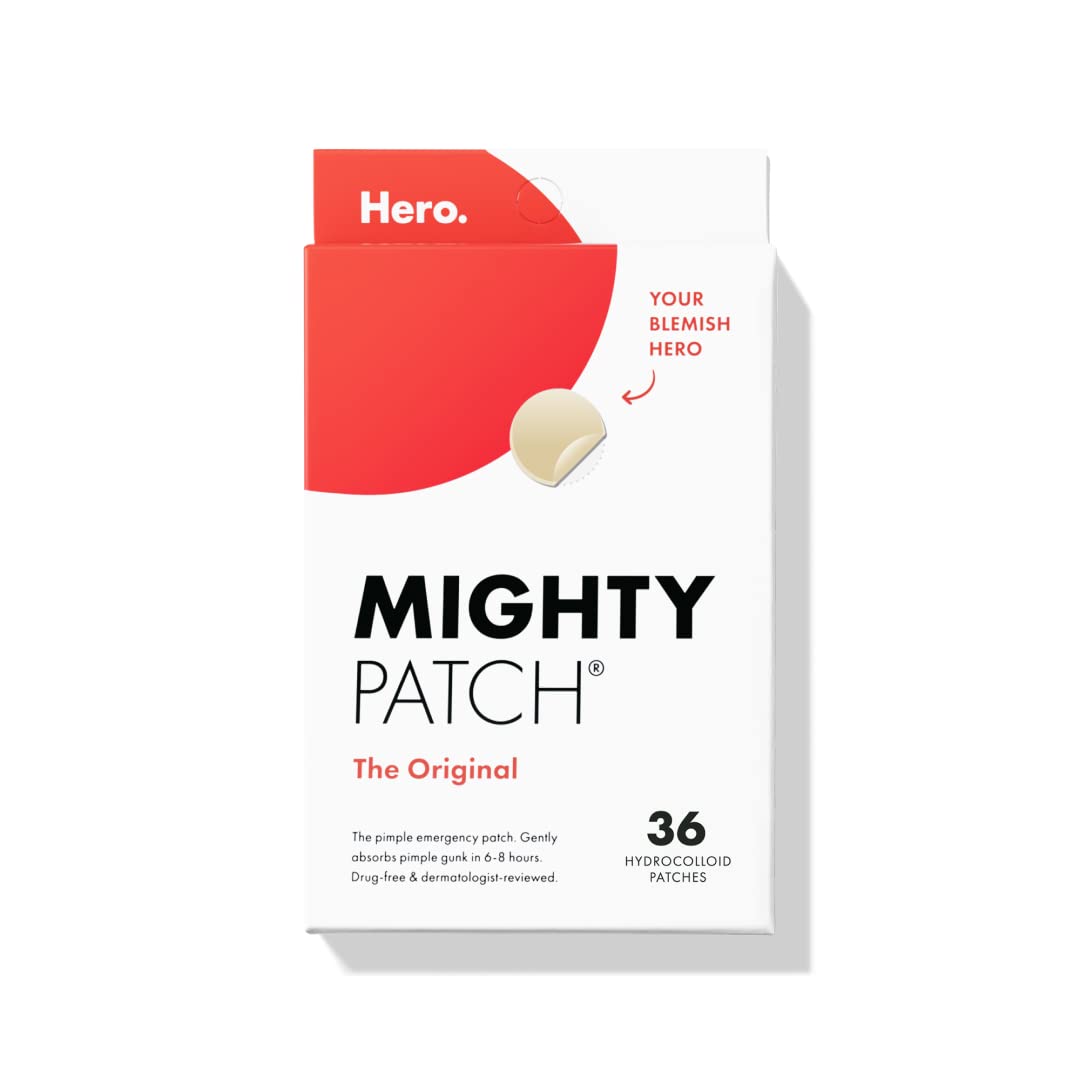 Hero.
YOUR
BLEMISH
HERO
MIGHTY
PATCH®
The Original
The pimple emergency patch. Gently
absorbs pimple gunk in 6-8 hours.
Drug-free & dermatologist-reviewed.
36
HYDROCOLLOID
PATCHES